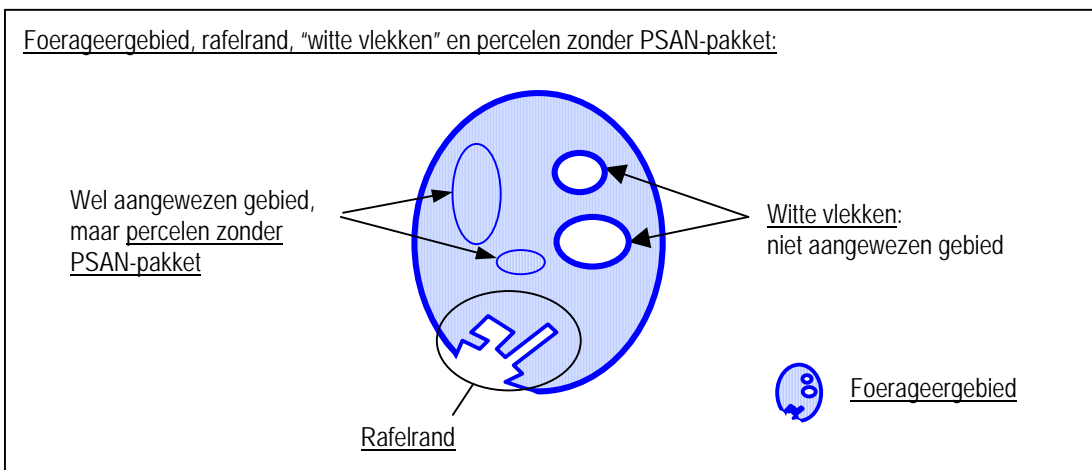 Foerageergebied, rafelrand, “witte vlekken” en percelen zonder PSAN-pakket:
Wel aangewezen gebied,
maar percelen zonder
PSAN-pakket
Witte vlekken:
niet aangewezen gebied
Foerageergebied
Rafelrand